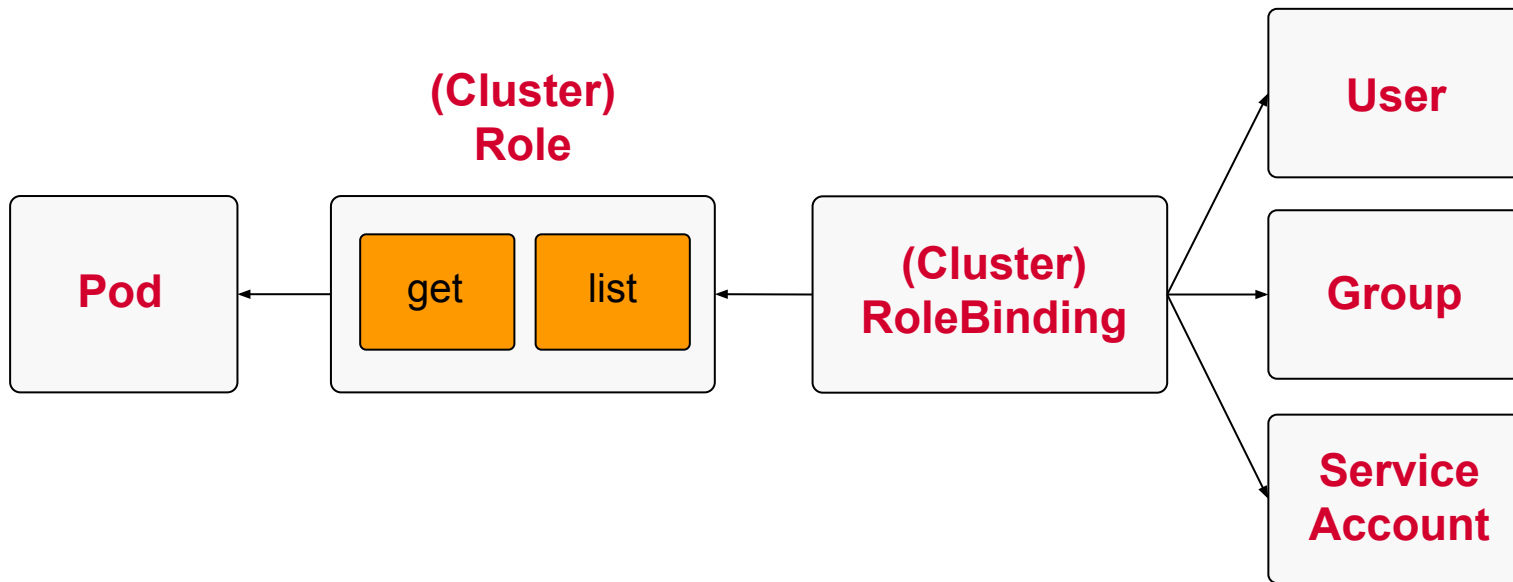 (Cluster)
Role
Pod
get
list
(Cluster)
RoleBinding
User
Group
Service
Account